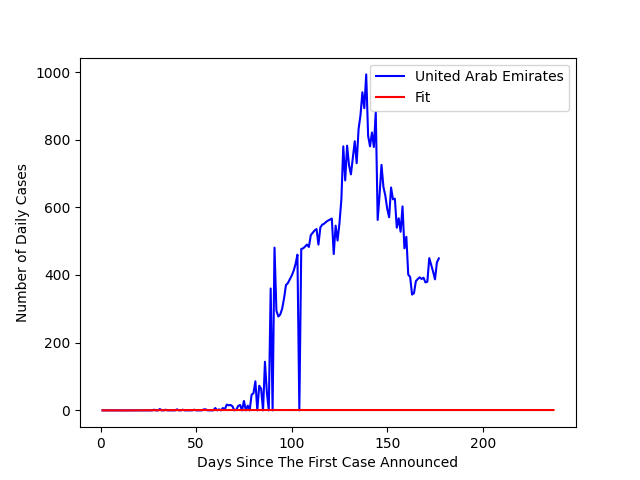 United Arab Emirates
Fit
1000
800
600
400
200
0
Number of Daily Cases
0 50 100 150 200
Days Since The First Case Announced